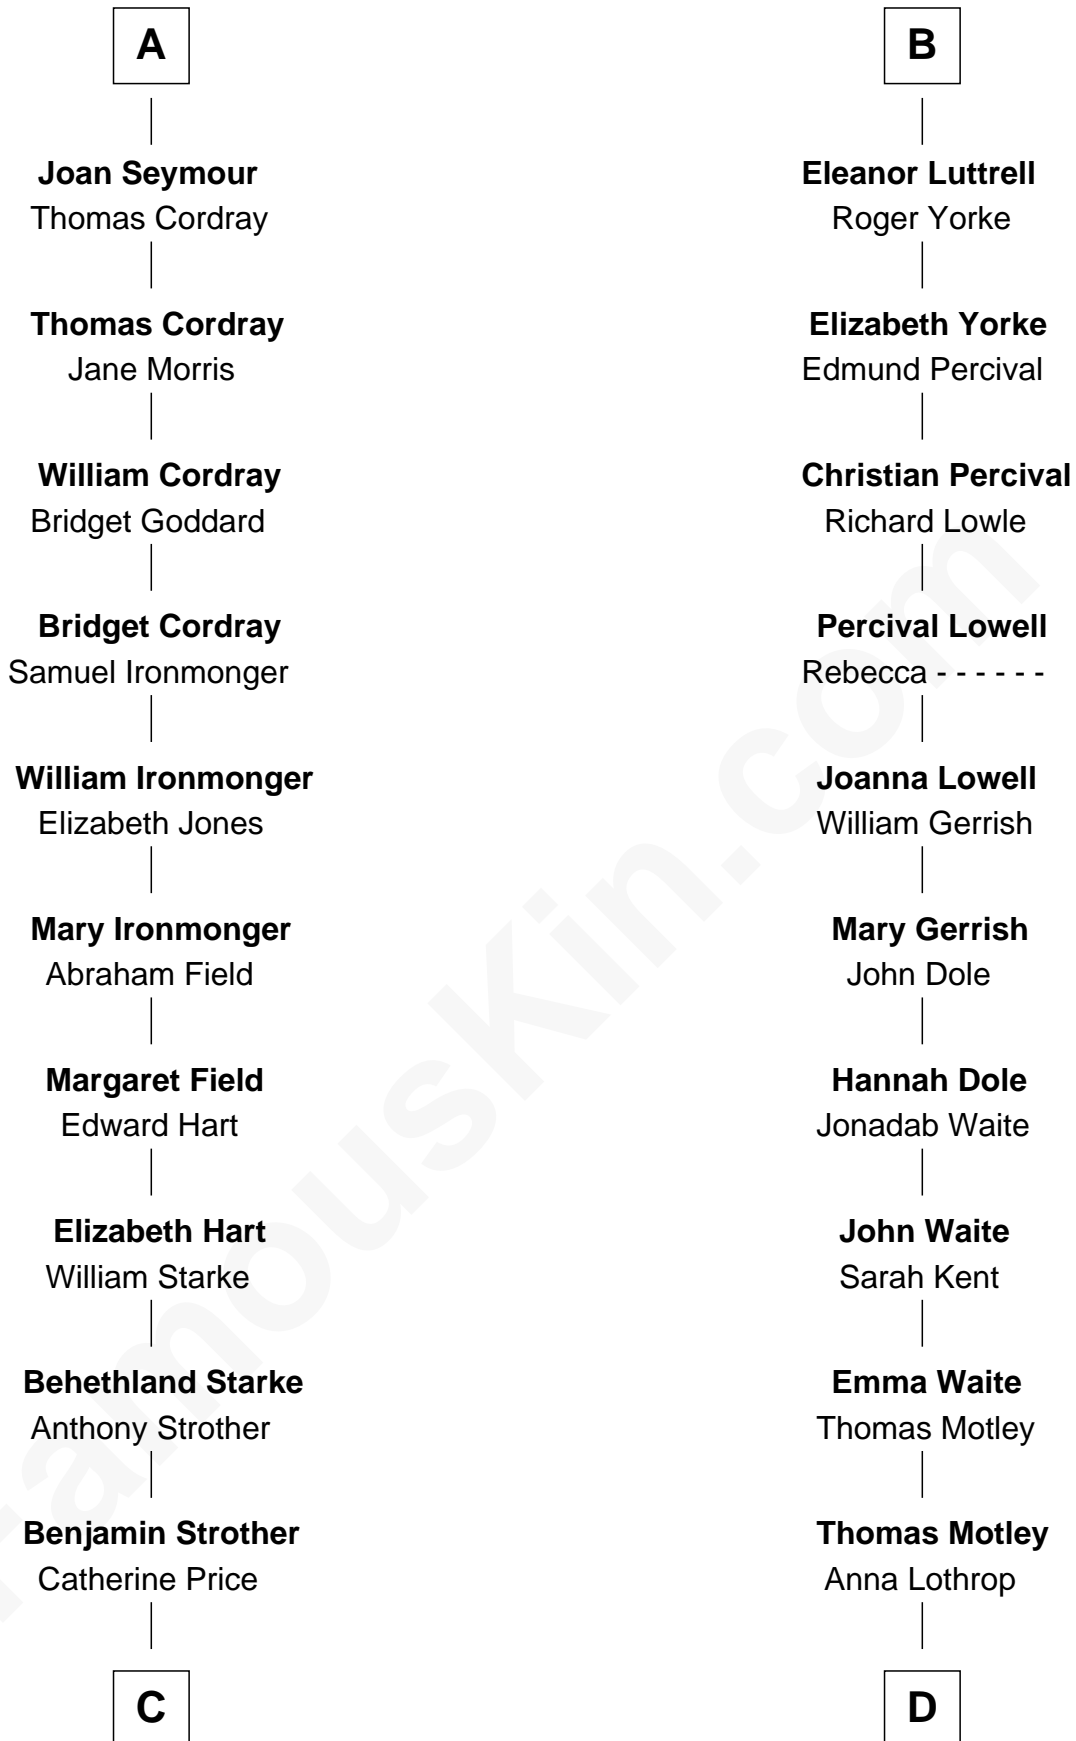 A
Joan Seymour
Thomas Cordray
Thomas Cordray
Jane Morris
William Cordray
Bridget Goddard
Bridget Cordray
Samuel Ironmonger
William Ironmonger
Elizabeth Jones
Mary Ironmonger
Abraham Field
Margaret Field
Edward Hart
Elizabeth Hart
William Starke
Behethland Starke
Anthony Strother
Benjamin Strother
Catherine Price
C
B
Eleanor Luttrell
Roger Yorke
Elizabeth Yorke
Edmund Percival
Christian Percival
Richard Lowle
Percival Lowell
Rebecca - - - - - -
Joanna Lowell
William Gerrish
Mary Gerrish
John Dole
Hannah Dole
Jonadab Waite
John Waite
Sarah Kent
Emma Waite
Thomas Motley
Thomas Motley
Anna Lothrop
D
FamousKin.com